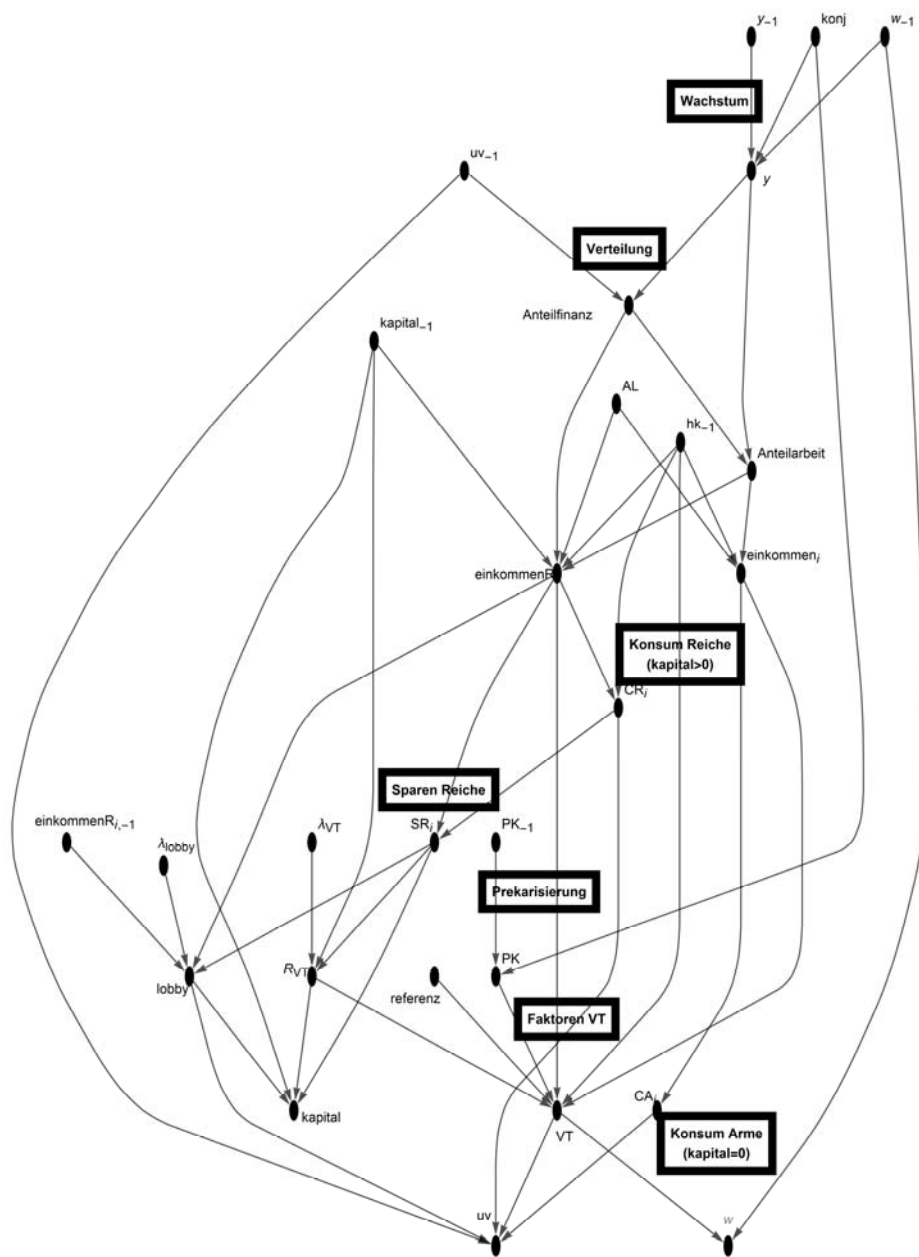 y₋₁
konj
w₋₁
Wachstum
uv₋₁
y
Verteilung
Anteilfinanz
kapital₋₁
AL
hk₋₁
Anteilarbeit
einkommenR
einkommenᵢ
Konsum Reiche
(kapital>0)
CRᵢ
Sparen Reiche
einkommenRᵢ,₋₁
λlobby
λVT
SRᵢ
PK₋₁
Prekarisierung
lobby
RVT
referenz
PK
Faktoren VT
kapital
VT
CAᵢ
Konsum Arme
(kapital=0)
uv
w